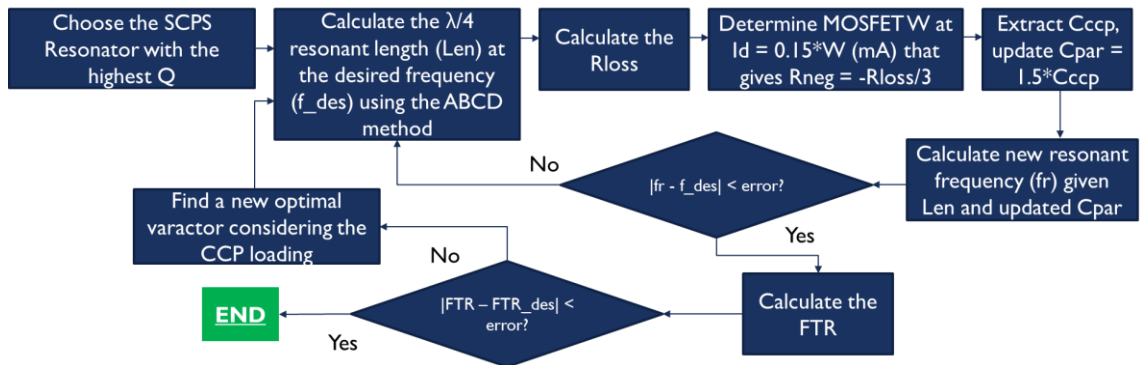 Choose the SCPS
Resonator with the
highest Q
Calculate the λ/4
resonant length (Len) at
the desired frequency
(f_des) using the ABCD
method
Calculate the
Rloss
Determine MOSFET W at
Id = 0.15*W (mA) that
gives Rneg = -Rloss/3
Extract Cccp,
update Cpar =
1.5*Cccp
Calculate new resonant
frequency (fr) given
Len and updated Cpar
|fr - f_des| < error?
No
Yes
Calculate the
FTR
|FTR – FTR_des| <
error?
No
Find a new optimal
varactor considering the
CCP loading
Yes
END